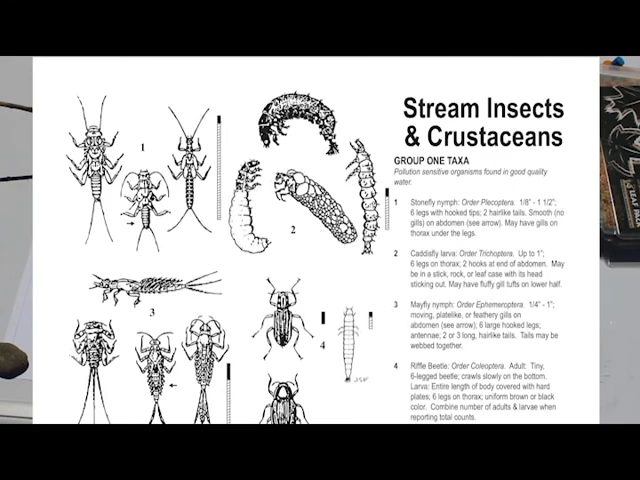 Stream Insects
& Crustaceans
GROUP ONE TAXA
Pollution sensitive organisms found in good quality
water.
1 Stonefly nymph: Order Plecoptera. 1/8" - 1 1/2";
6 legs with hooked tips; 2 hairlike tails. Smooth (no
gills) on abdomen (see arrow). May have gills on
thorax under the legs.
2 Caddisfly larva: Order Trichoptera. Up to 1";
6 legs on thorax; 2 hooks at end of abdomen. May
be in a stick, rock, or leaf case with its head
sticking out. May have fluffy gill tufts on lower half.
3 Mayfly nymph: Order Ephemeroptera. 1/4" - 1";
moving, platelike, or feathery gills on
abdomen (see arrow); 6 large hooked legs;
antennae; 2 or 3 long, hairlike tails. Tails may be
webbed together.
4 Riffle Beetle: Order Coleoptera. Adult: Tiny,
6-legged beetle; crawls slowly on the bottom.
Larva: Entire length of body covered with hard
plates; 6 legs on thorax; uniform brown or black
color. Combine number of adults & larvae when
reporting total counts.
1
2
3
4